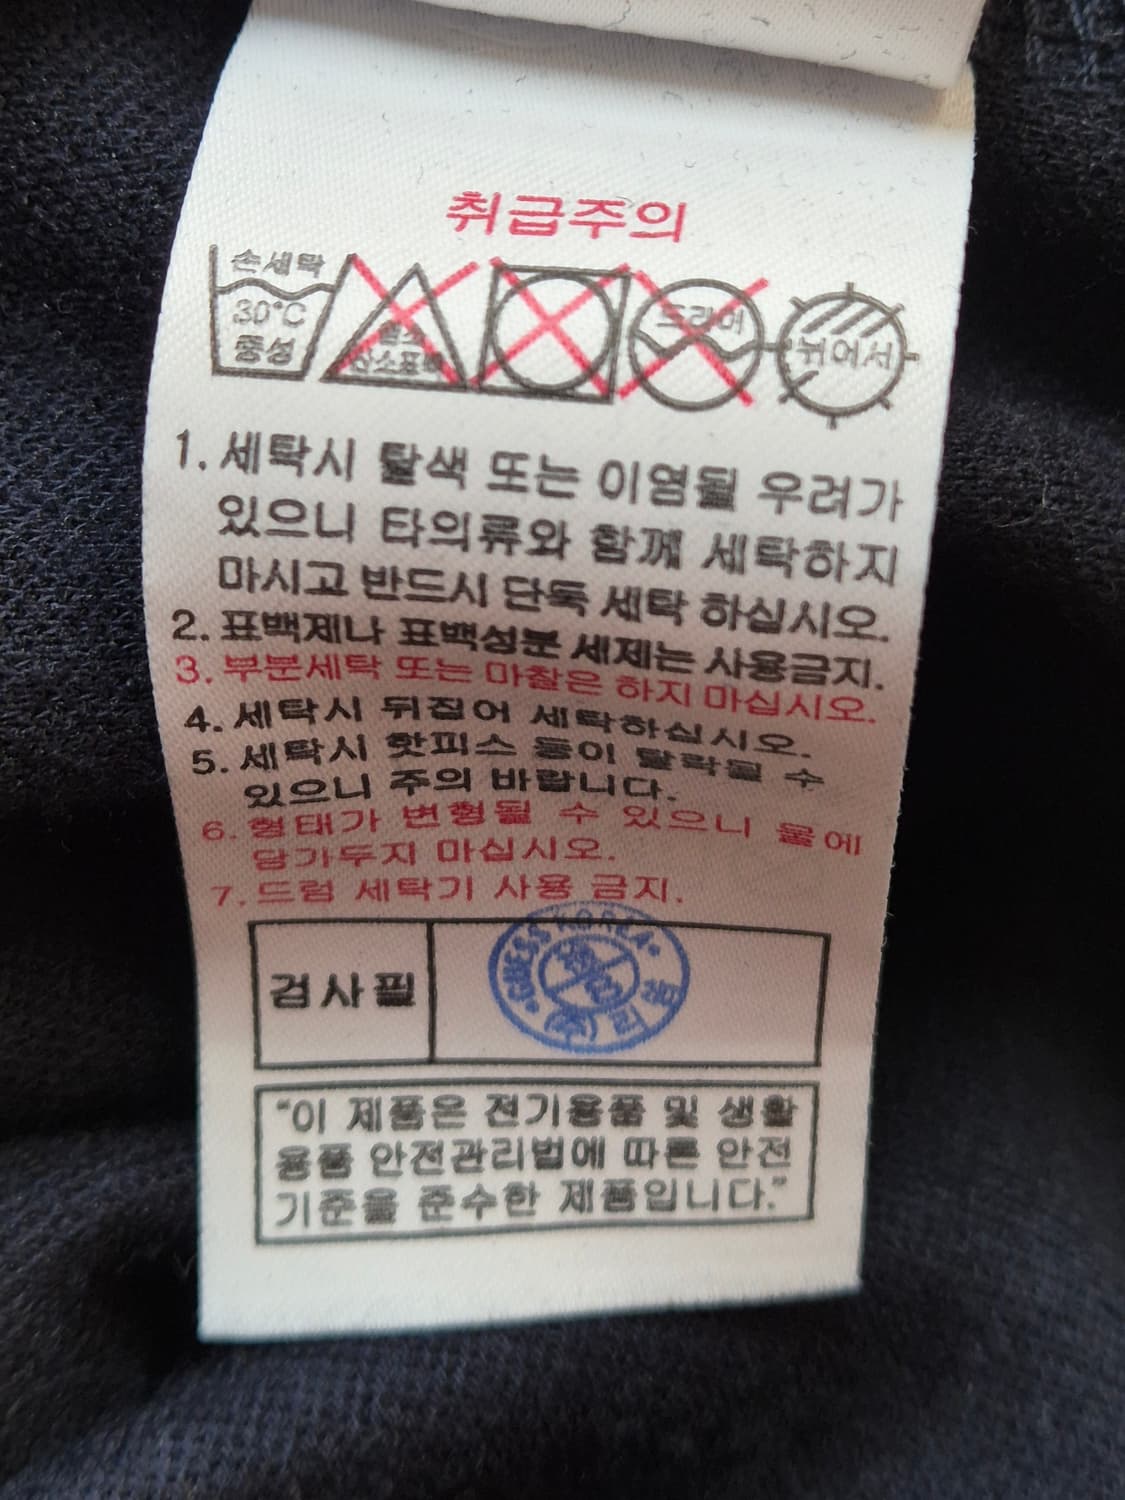 취급주의
손세탁
30°C
중성
산소표백
드라이
뉘어서
1. 세탁시 탈색 또는 이염될 우려가
있으니 타의류와 함께 세탁하지
마시고 반드시 단독 세탁 하십시오.
2. 표백제나 표백성분 세제는 사용금지.
3. 부분세탁 또는 마찰은 하지 마십시오.
4. 세탁시 뒤집어 세탁하십시오.
5. 세탁시 핫피스 등이 탈락될 수
있으니 주의 바랍니다.
6. 형태가 변형될 수 있으니 물에
담가두지 마십시오.
7. 드럼 세탁기 사용 금지.
GUESS KOREA
검사필
"이 제품은 전기용품 및 생활
용품 안전관리법에 따른 안전
기준을 준수한 제품입니다."